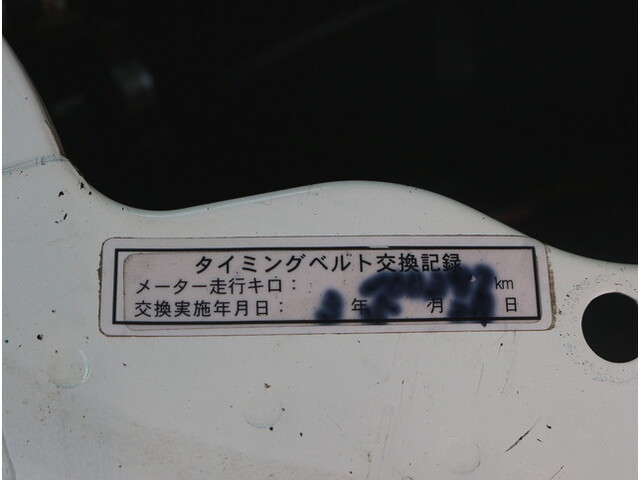 タイミングベルト交換記録
メーター走行キロ： km
交換実施年月日： 年 月 日